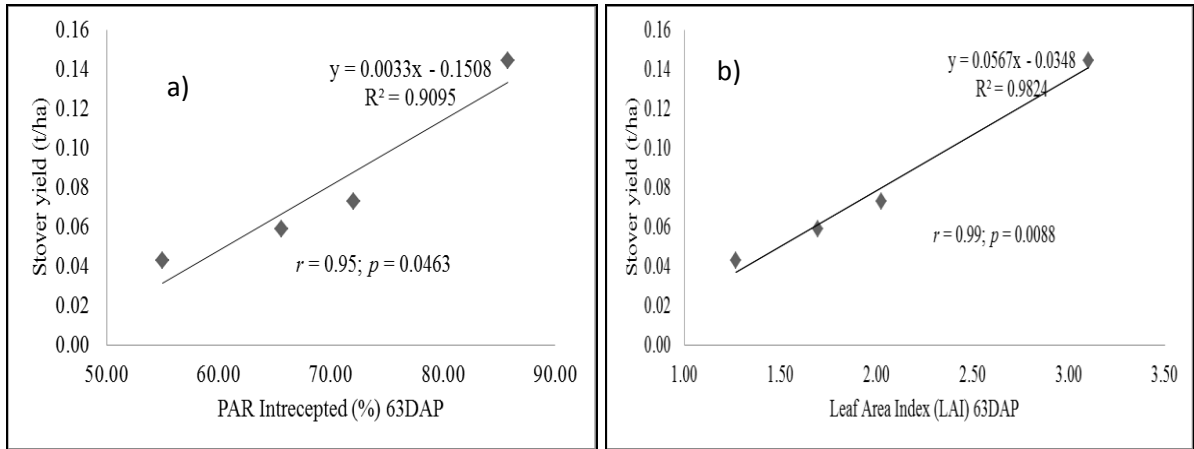 0.16
0.14
0.12
0.10
0.08
0.06
0.04
0.02
0.00
Stover yield (t/ha)
a)
y = 0.0033x - 0.1508
R² = 0.9095
r = 0.95; p = 0.0463
50.00 60.00 70.00 80.00 90.00
PAR Intrecepted (%) 63DAP
0.16
0.14
0.12
0.10
0.08
0.06
0.04
0.02
0.00
Stover yield (t/ha)
b)
y = 0.0567x - 0.0348
R² = 0.9824
r = 0.99; p = 0.0088
1.00 1.50 2.00 2.50 3.00 3.50
Leaf Area Index (LAI) 63DAP